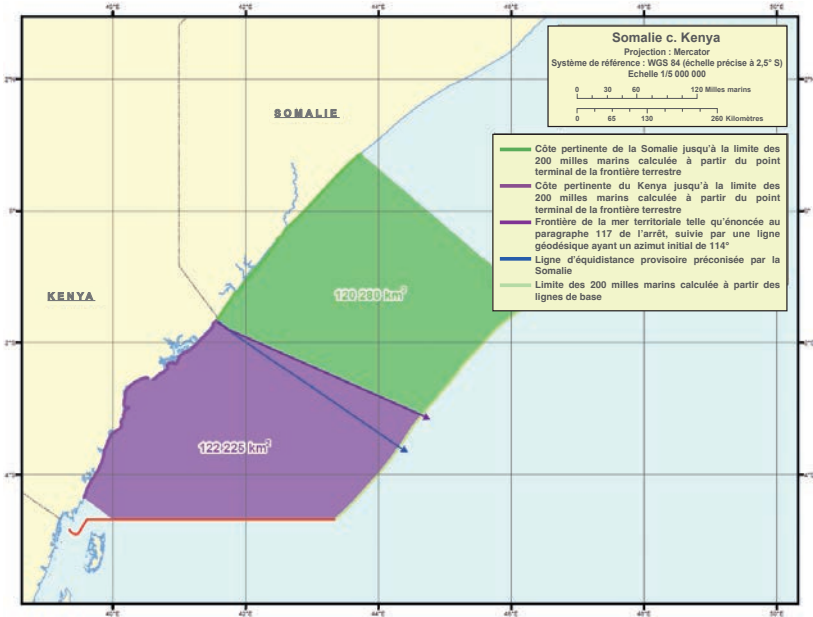 Somalie c. Kenya
Projection : Mercator
Système de référence : WGS 84 (échelle précise à 2,5° S)
Echelle 1/5 000 000
0 30 60 120 Milles marins
0 65 130 260 Kilomètres
Côte pertinente de la Somalie jusqu'à la limite des
200 milles marins calculée à partir du point
terminal de la frontière terrestre
Côte pertinente du Kenya jusqu'à la limite des
200 milles marins calculée à partir du point
terminal de la frontière terrestre
Frontière de la mer territoriale telle qu'énoncée au
paragraphe 117 de l'arrêt, suivie par une ligne
géodésique ayant un azimut initial de 114°
Ligne d'équidistance provisoire préconisée par la
Somalie
Limite des 200 milles marins calculée à partir des
lignes de base
SOMALIE
KENYA
120 280 km²
122 225 km²